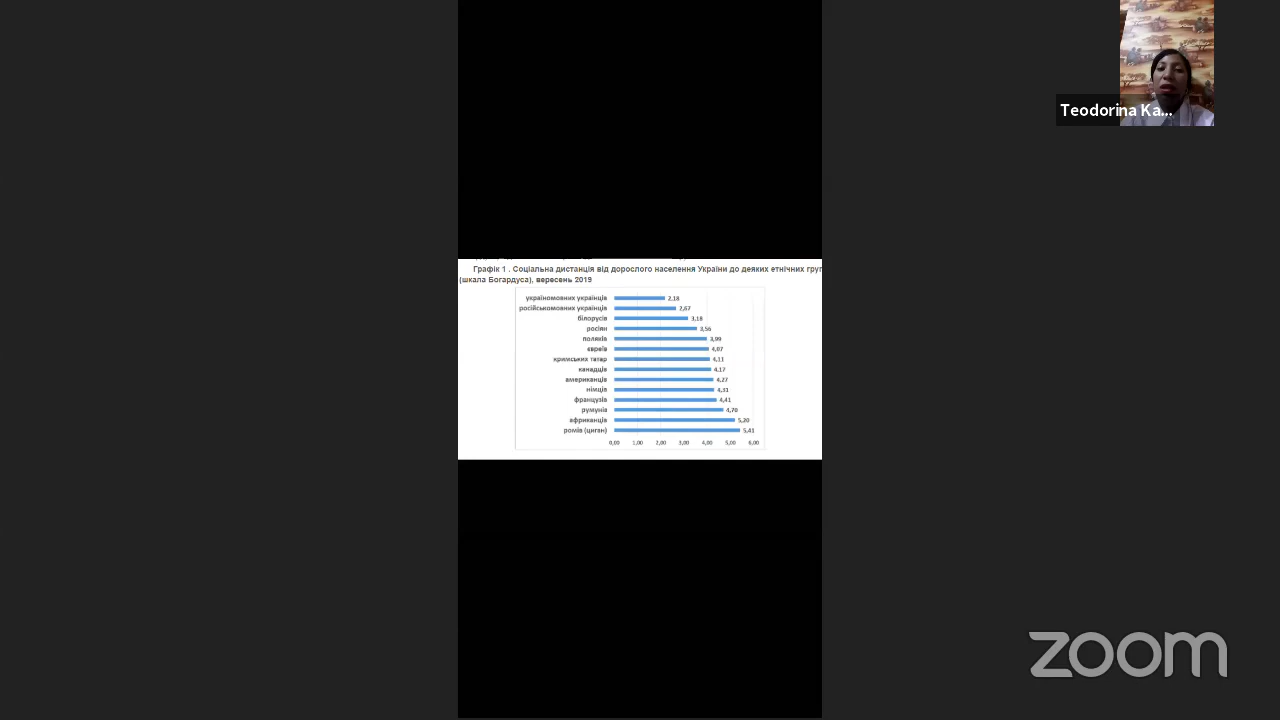 Teodorina Ka...
Графік 1 . Соціальна дистанція від дорослого населення України до деяких етнічних груп
(шкала Богардуса), вересень 2019
україномовних українців 2,18
російськомовних українців 2,67
білорусів 3,18
росіян 3,56
поляків 3,99
євреїв 4,07
кримських татар 4,11
канадців 4,17
американців 4,27
німців 4,31
французів 4,41
румунів 4,70
африканців 5,20
ромів (циган) 5,41
0,00 1,00 2,00 3,00 4,00 5,00 6,00
zoom